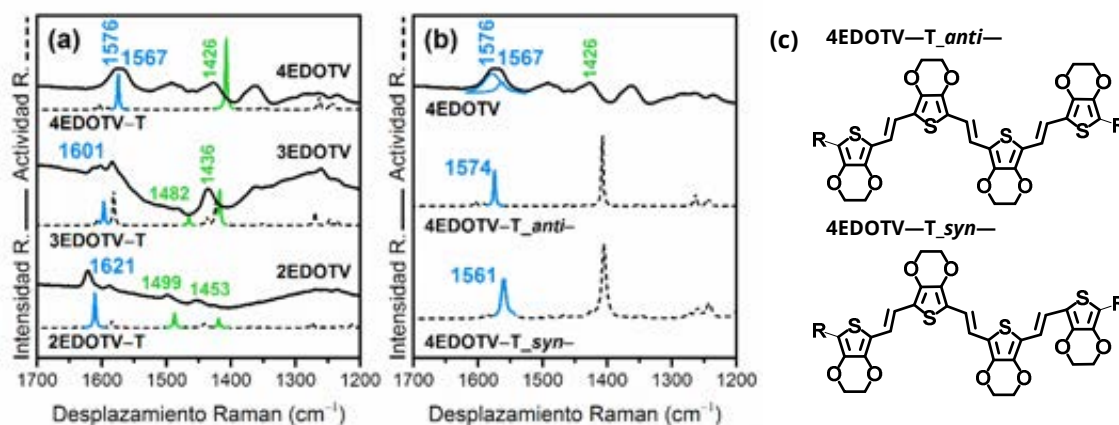 (a)
1576
1567
1426
4EDOTV
4EDOTV–T
1601
1482
1436
3EDOTV
3EDOTV–T
1621
1499
1453
2EDOTV
2EDOTV–T
Intensidad R. — Actividad R. ----
1700 1600 1500 1400 1300 1200
Desplazamiento Raman (cm⁻¹)
(b)
1576
1567
1426
4EDOTV
1574
4EDOTV–T_anti–
1561
4EDOTV–T_syn–
Intensidad R. — Actividad R. ----
1700 1600 1500 1400 1300 1200
Desplazamiento Raman (cm⁻¹)
(c)
4EDOTV—T_anti—
O O S O O
R S S O O S R
O O
4EDOTV—T_syn—
O O
R S S S S R
O O O O O O